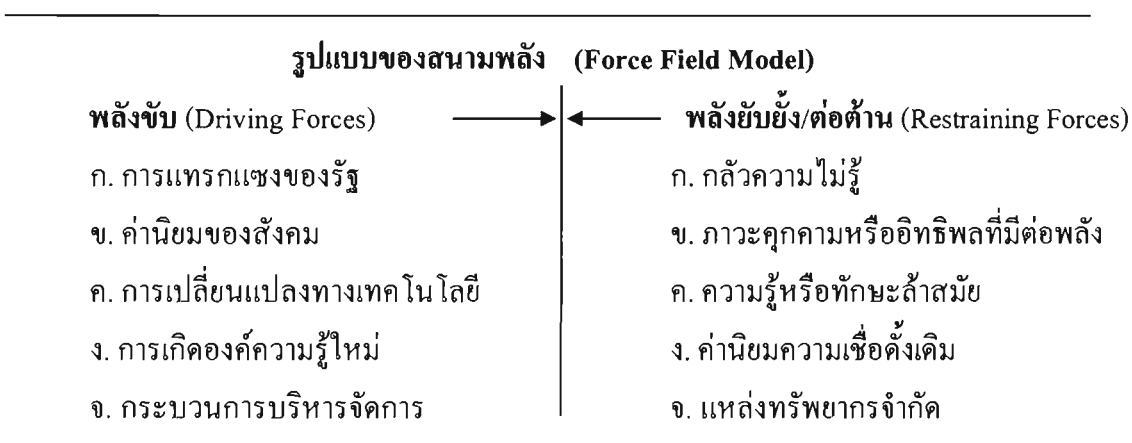 รูปแบบของสนามพลัง (Force Field Model)
พลังขับ (Driving Forces)
ก. การแทรกแซงของรัฐ
ข. ค่านิยมของสังคม
ค. การเปลี่ยนแปลงทางเทคโนโลยี
ง. การเกิดองค์ความรู้ใหม่
จ. กระบวนการบริหารจัดการ
พลังยับยั้ง/ต่อต้าน (Restraining Forces)
ก. กลัวความไม่รู้
ข. ภาวะคุกคามหรืออิทธิพลที่มีต่อพลัง
ค. ความรู้หรือทักษะล้าสมัย
ง. ค่านิยมความเชื่อดั้งเดิม
จ. แหล่งทรัพยากรจำกัด